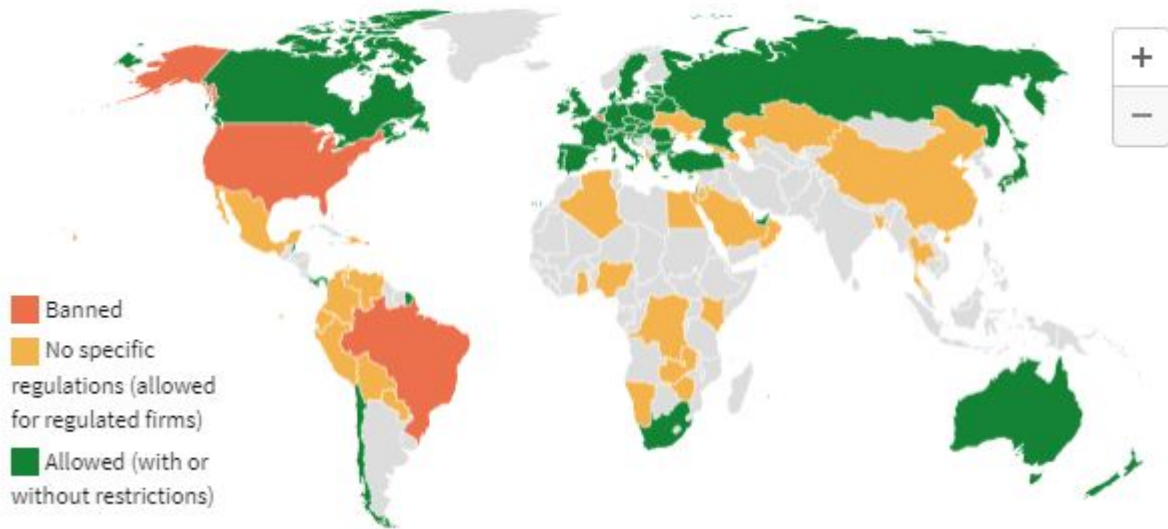 +
−
Banned
No specific
regulations (allowed
for regulated firms)
Allowed (with or
without restrictions)